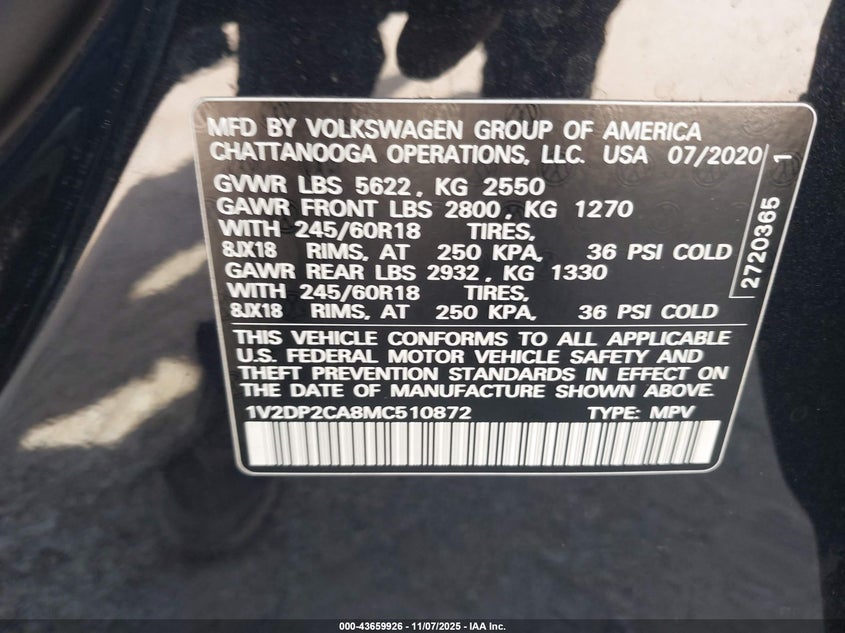 MFD BY VOLKSWAGEN GROUP OF AMERICA
CHATTANOOGA OPERATIONS, LLC. USA 07/2020
GVWR LBS 5622, KG 2550
GAWR FRONT LBS 2800, KG 1270
WITH 245/60R18 TIRES,
8JX18 RIMS, AT 250 KPA, 36 PSI COLD
GAWR REAR LBS 2932, KG 1330
WITH 245/60R18 TIRES,
8JX18 RIMS, AT 250 KPA, 36 PSI COLD
2720365 1
THIS VEHICLE CONFORMS TO ALL APPLICABLE
U.S. FEDERAL MOTOR VEHICLE SAFETY AND
THEFT PREVENTION STANDARDS IN EFFECT ON
THE DATE OF MANUFACTURE SHOWN ABOVE.
1V2DP2CA8MC510872 TYPE: MPV
000-43659926 - 11/07/2025 - IAA Inc.